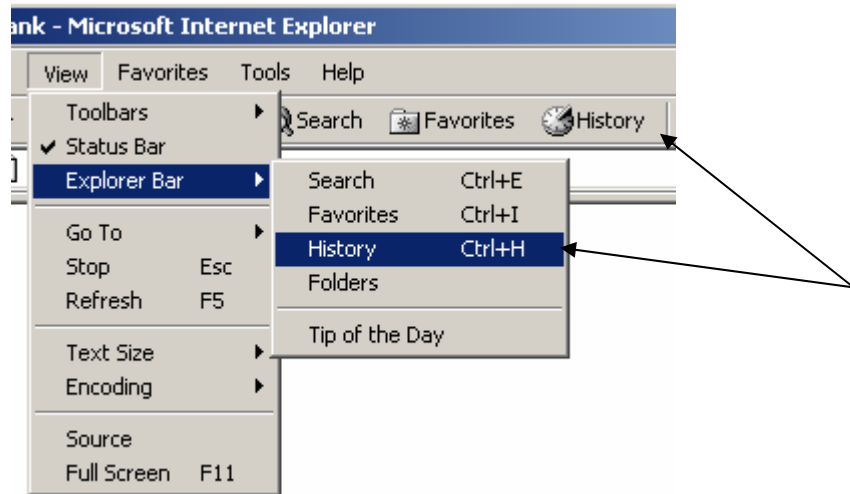 ank - Microsoft Internet Explorer
View Favorites Tools Help
Search Favorites History
Toolbars
Status Bar
Explorer Bar
Go To
Stop Esc
Refresh F5
Text Size
Encoding
Source
Full Screen F11
Search Ctrl+E
Favorites Ctrl+I
History Ctrl+H
Folders
Tip of the Day